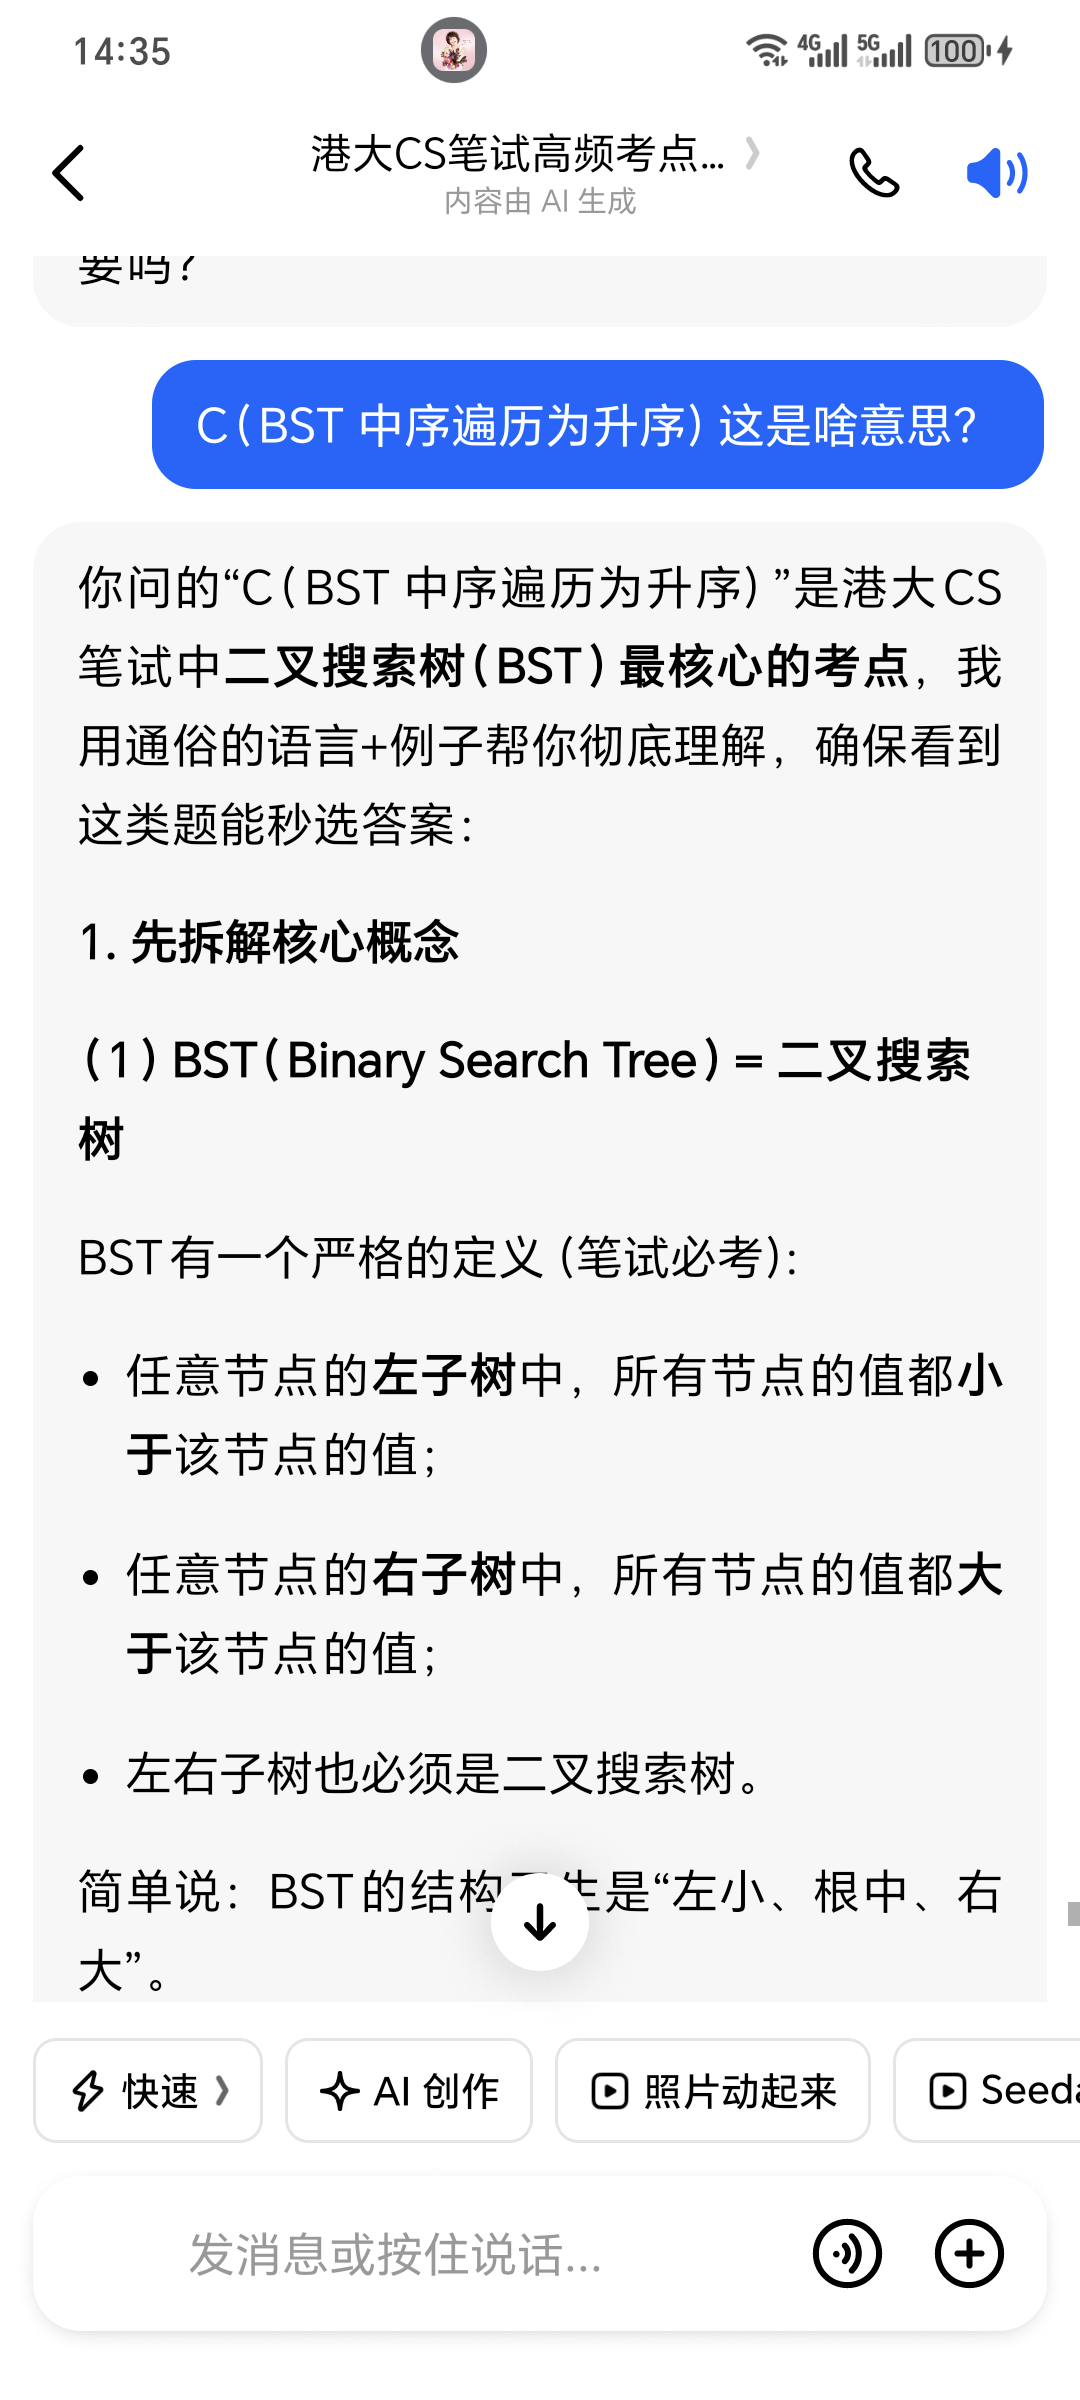 14:35
4G
5G
100
港大CS笔试高频考点...
内容由 AI 生成
要吗？
C（BST 中序遍历为升序）这是啥意思？
你问的“C（BST 中序遍历为升序）”是港大CS
笔试中二叉搜索树（BST）最核心的考点，我
用通俗的语言+例子帮你彻底理解，确保看到
这类题能秒选答案：
1. 先拆解核心概念
（1）BST（Binary Search Tree）= 二叉搜索
树
BST有一个严格的定义（笔试必考）：
• 任意节点的左子树中，所有节点的值都小
于该节点的值；
• 任意节点的右子树中，所有节点的值都大
于该节点的值；
• 左右子树也必须是二叉搜索树。
简单说：BST的结构天生是“左小、根中、右
大”。
快速
AI 创作
照片动起来
Seeda
发消息或按住说话...